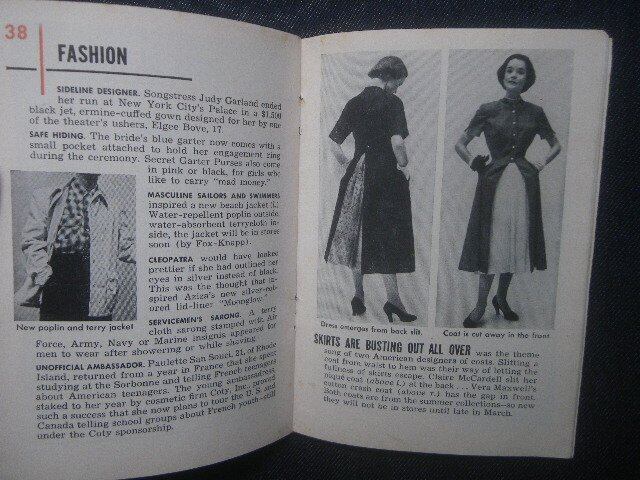 38
FASHION
SIDELINE DESIGNER. Songstress Judy Garland ended
her run at New York City's Palace in a $1,500
black jet, ermine-cuffed gown designed for her by one
of the theater's ushers, Elgee Bove, 17.
SAFE HIDING. The bride's blue garter now comes with a
small pocket attached to hold her engagement ring
during the ceremony. Secret Garter Purses also come
in pink or black, for girls who
like to carry "mad money."
MASCULINE SAILORS AND SWIMMERS
inspired a new beach jacket (l.)
Water-repellent poplin outside,
water-absorbent terrycloth in-
side, the jacket will be in stores
soon (by Fox-Knapp).
CLEOPATRA would have looked
prettier if she had outlined her
eyes in silver instead of black.
This was the thought that in-
spired Aziza's new silver-col-
ored lid-liner "Moonglow."
New poplin and terry jacket
SERVICEMEN'S SARONG. A terry
cloth sarong stamped with Air
Force, Army, Navy or Marine insignia appeared for
men to wear after showering or while shaving.
UNOFFICIAL AMBASSADOR. Paulette San Souci, 21, of Rhode
Island, returned from a year in France that she spent
studying at the Sorbonne and telling French teenagers
about American teenagers. The young ambassadress,
staked to her year by cosmetic firm Coty, Inc., proved
such a success that she now plans to tour the U.S and
Canada telling school groups about French youth—still
under the Coty sponsorship.
Dress emerges from back slit.
Coat is cut away in the front
SKIRTS ARE BUSTING OUT ALL OVER was the theme
song of two American designers of coats. Slitting a
coat from waist to hem was their way of letting the
fullness of skirts escape. Claire McCardell slit her
piqué coat (above l.) at the back . . . Vera Maxwell's
cotton crash coat (above r.) has the gap in front.
Both coats are from the summer collections—so new
they will not be in stores until late in March.